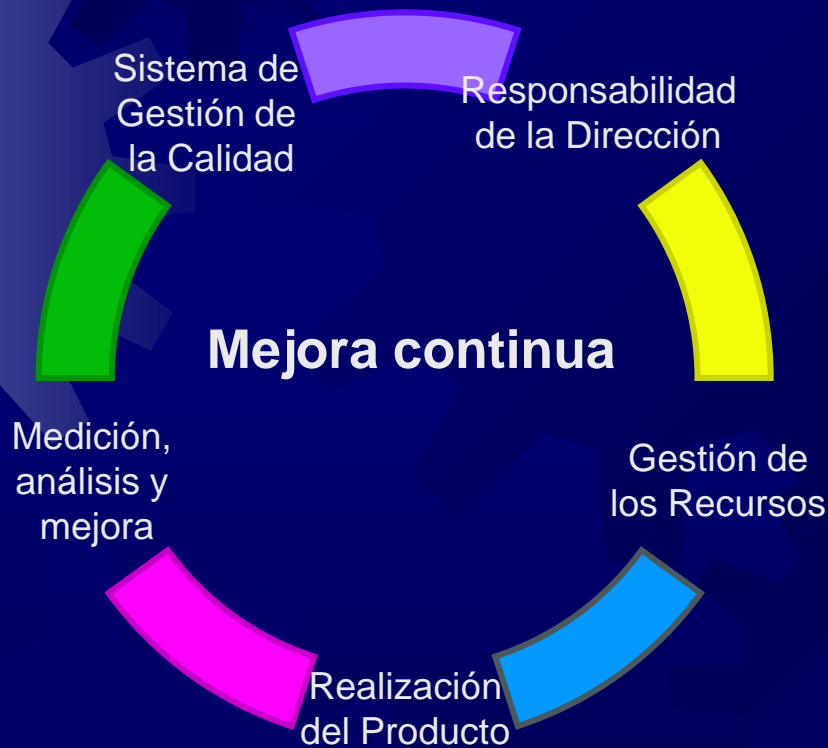 Sistema de
Gestión de
la Calidad
Responsabilidad
de la Dirección
Mejora continua
Medición,
análisis y
mejora
Gestión de
los Recursos
Realización
del Producto